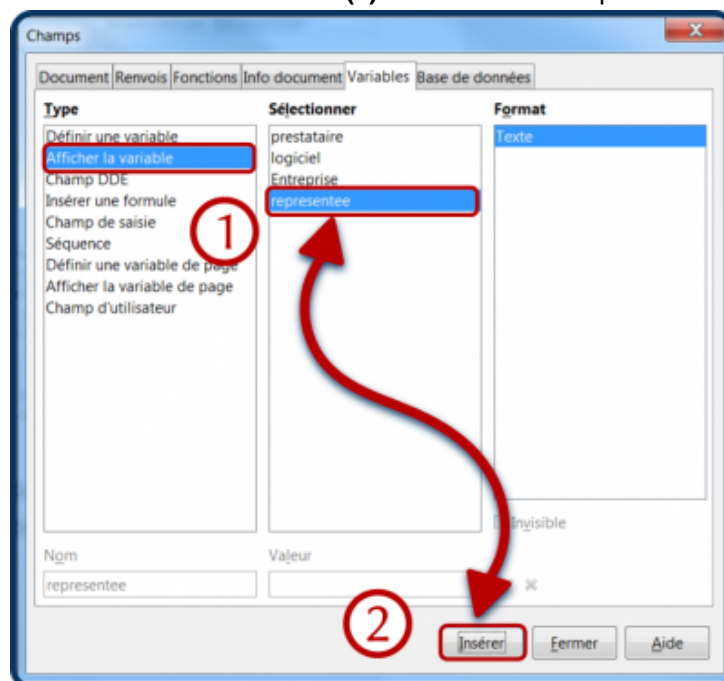 Champs
Document Renvois Fonctions Info document Variables Base de données
Type
Définir une variable
Afficher la variable
Champ DDE
Insérer une formule
Champ de saisie
Séquence
Définir une variable de page
Afficher la variable de page
Champ d'utilisateur
Sélectionner
prestataire
logiciel
Entreprise
representee
Format
Texte
1
Invisible
Nom
Valeur
representee
2
Insérer Fermer Aide